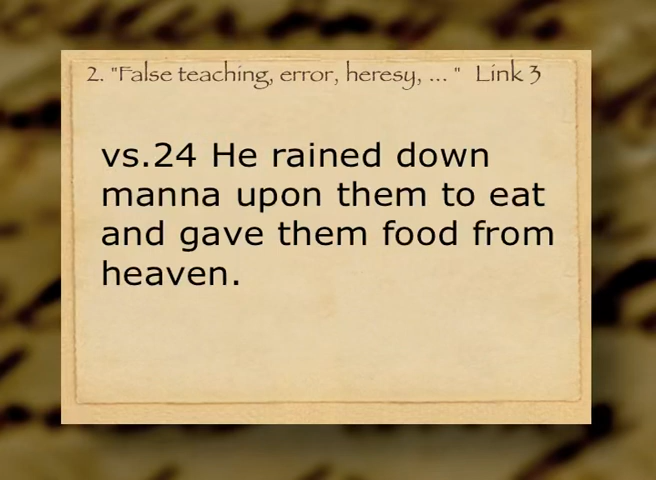 2. "False teaching, error, heresy, ... " Link 3
vs.24 He rained down
manna upon them to eat
and gave them food from
heaven.